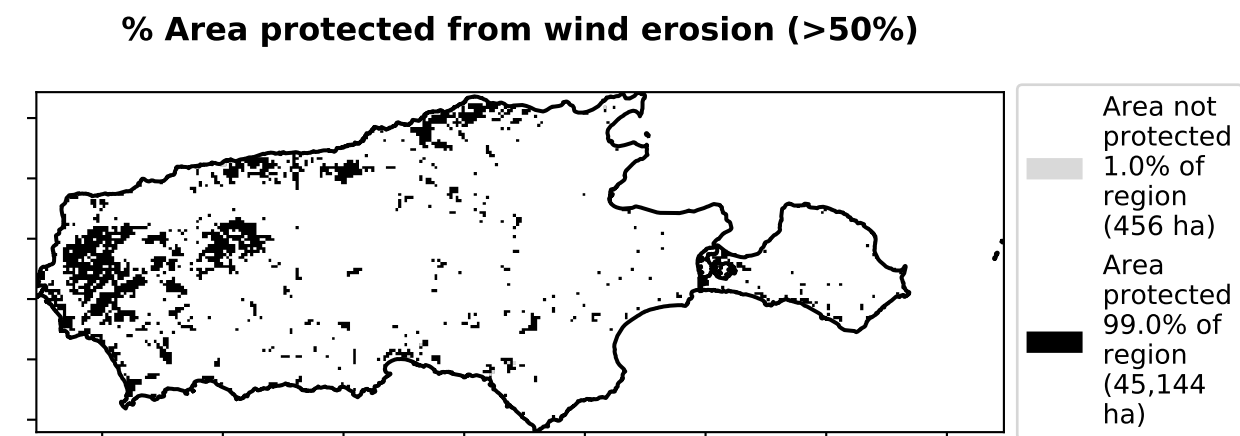 % Area protected from wind erosion (>50%)
Area not
protected
1.0% of
region
(456 ha)
Area
protected
99.0% of
region
(45,144
ha)